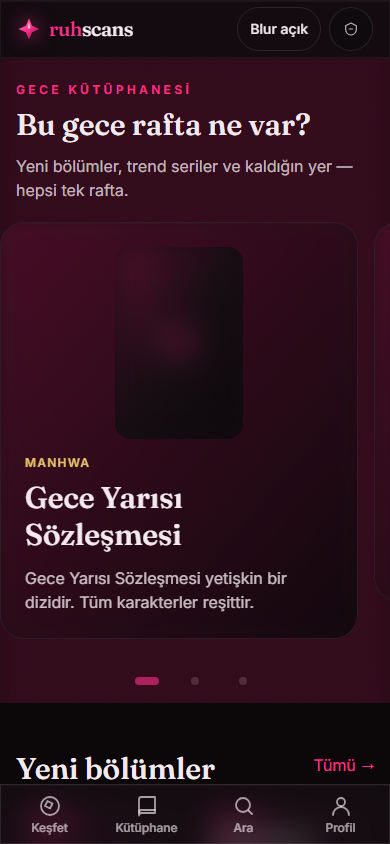 ruhscans
Blur açık
GECE KÜTÜPHANESİ
Bu gece rafta ne var?
Yeni bölümler, trend seriler ve kaldığın yer —
hepsi tek rafta.
MANHWA
Gece Yarısı
Sözleşmesi
Gece Yarısı Sözleşmesi yetişkin bir
dizidir. Tüm karakterler reşittir.
Yeni bölümler
Tümü →
Keşfet
Kütüphane
Ara
Profil